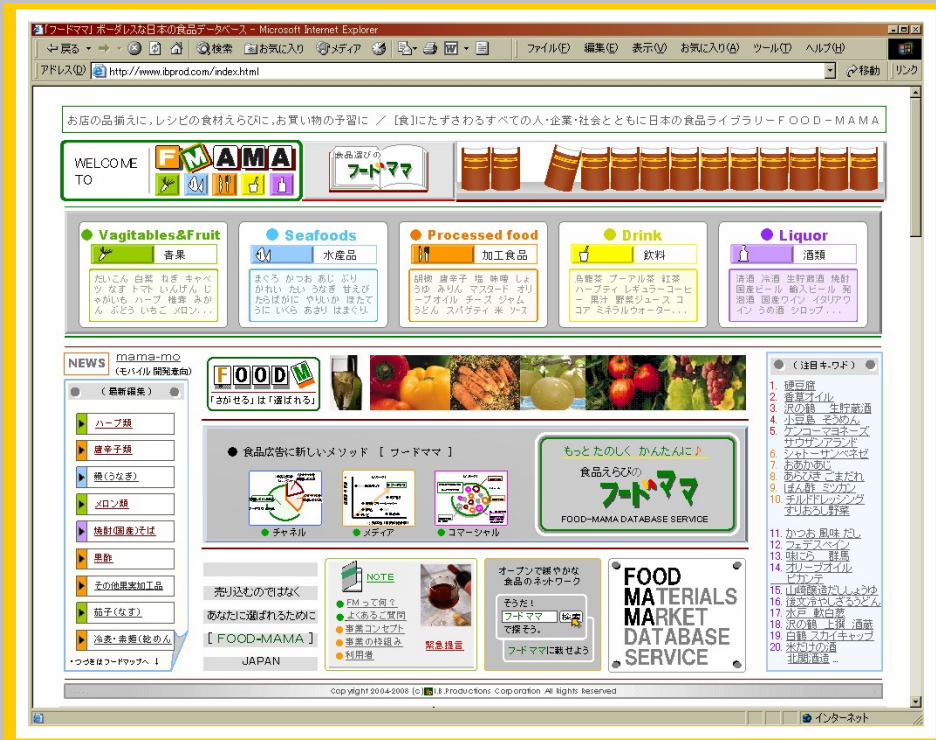 「フードママ」ボーダレスな日本の食品データベース - Microsoft Internet Explorer
戻る 検索 お気に入り メディア
ファイル(F) 編集(E) 表示(V) お気に入り(A) ツール(T) ヘルプ(H)
アドレス(D) http://www.ibprod.com/index.html 移動 リンク
お店の品揃えに,レシピの食材えらびに,お買い物の予習に ／ [食]にたずさわるすべての人・企業・社会とともに日本の食品ライブラリーＦＯＯＤ－ＭＡＭＡ
WELCOME
TO
FMAMA
食品選びの
フードママ
Vagitables&Fruit
青果
だいこん 白菜 ねぎ キャベ
ツ なす トマト いんげん じ
ゃがいも ハーブ 椎茸 みか
ん ぶどう いちご メロン...
Seafoods
水産品
まぐろ かつお あじ ぶり
かれい たい うなぎ 甘えび
たらばがに やりいか ほたて
うに いくら あさり はまぐり
Processed food
加工食品
胡椒 唐辛子 塩 味噌 しょ
うゆ みりん マスタード オリ
ーブオイル チーズ ジャム
うどん スパゲティ 米 ソース
Drink
飲料
烏龍茶 プーアル茶 紅茶
ハーブティ レギュラーコーヒ
ー 果汁 野菜ジュース コ
コア ミネラルウォーター...
Liquor
酒類
清酒 冷酒 生貯蔵酒 焼酎
国産ビール 輸入ビール 発
泡酒 国産ワイン イタリアワ
イン うめ酒 シロップ...
NEWS
mama-mo
(モバイル 開発意向)
( 最新編集 )
ハーブ類
唐辛子類
鰻(うなぎ)
メロン類
焼酎(国産)そば
黒酢
その他果実加工品
茄子(なす)
冷麦・素麺(乾めん
・つづきはフードマップへ ↓
FOODM
「さがせる」は「選ばれる」
● 食品広告に新しいメソッド [ フードママ ]
● チャネル
● メディア
● コマーシャル
もっと たのしく かんたんに♪
食品えらびの
フードママ
FOOD-MAMA DATABASE SERVICE
売り込むのではなく
あなたに選ばれるために
[ FOOD-MAMA ]
JAPAN
NOTE
● FMって何？
● よくあるご質問
● 事業コンセプト
● 事業の枠組み
● 利用者
緊急提言
オープンで緩やかな
食品のネットワーク
そうだ！
フードママ 検索
で探そう。
フードママに載せよう
FOOD
MATERIALS
MARKET
DATABASE
SERVICE
( 注目キ-ワド )
1. 硬豆腐
2. 香草オイル
3. 沢の鶴 生貯蔵酒
4. 小豆島 そうめん
5. ケンコーマヨネーズ
サウザンアランド
6. シャトーサンベネゼ
7. おあかあじ
8. あらびき ごまだれ
9. ぽん酢 ミツカン
10. チルドドレッシング
すりおろし野菜
11. かつお 風味 だし
12. フェデスペイン
13. 味にら 群馬
14. オリーブオイル
ピカンテ
15. 山﨑醸造だししょうゆ
16. 後文冷やしざるうどん
17. 水戸 軟白葱
18. 沢の鶴 上撰 酒蔵
19. 白鶴 スカイキャップ
20. 米だけの酒
北関酒造 ..
Copyright 2004-2008 (c) I.B.Productions Corporation All Rights Reserved
インターネット